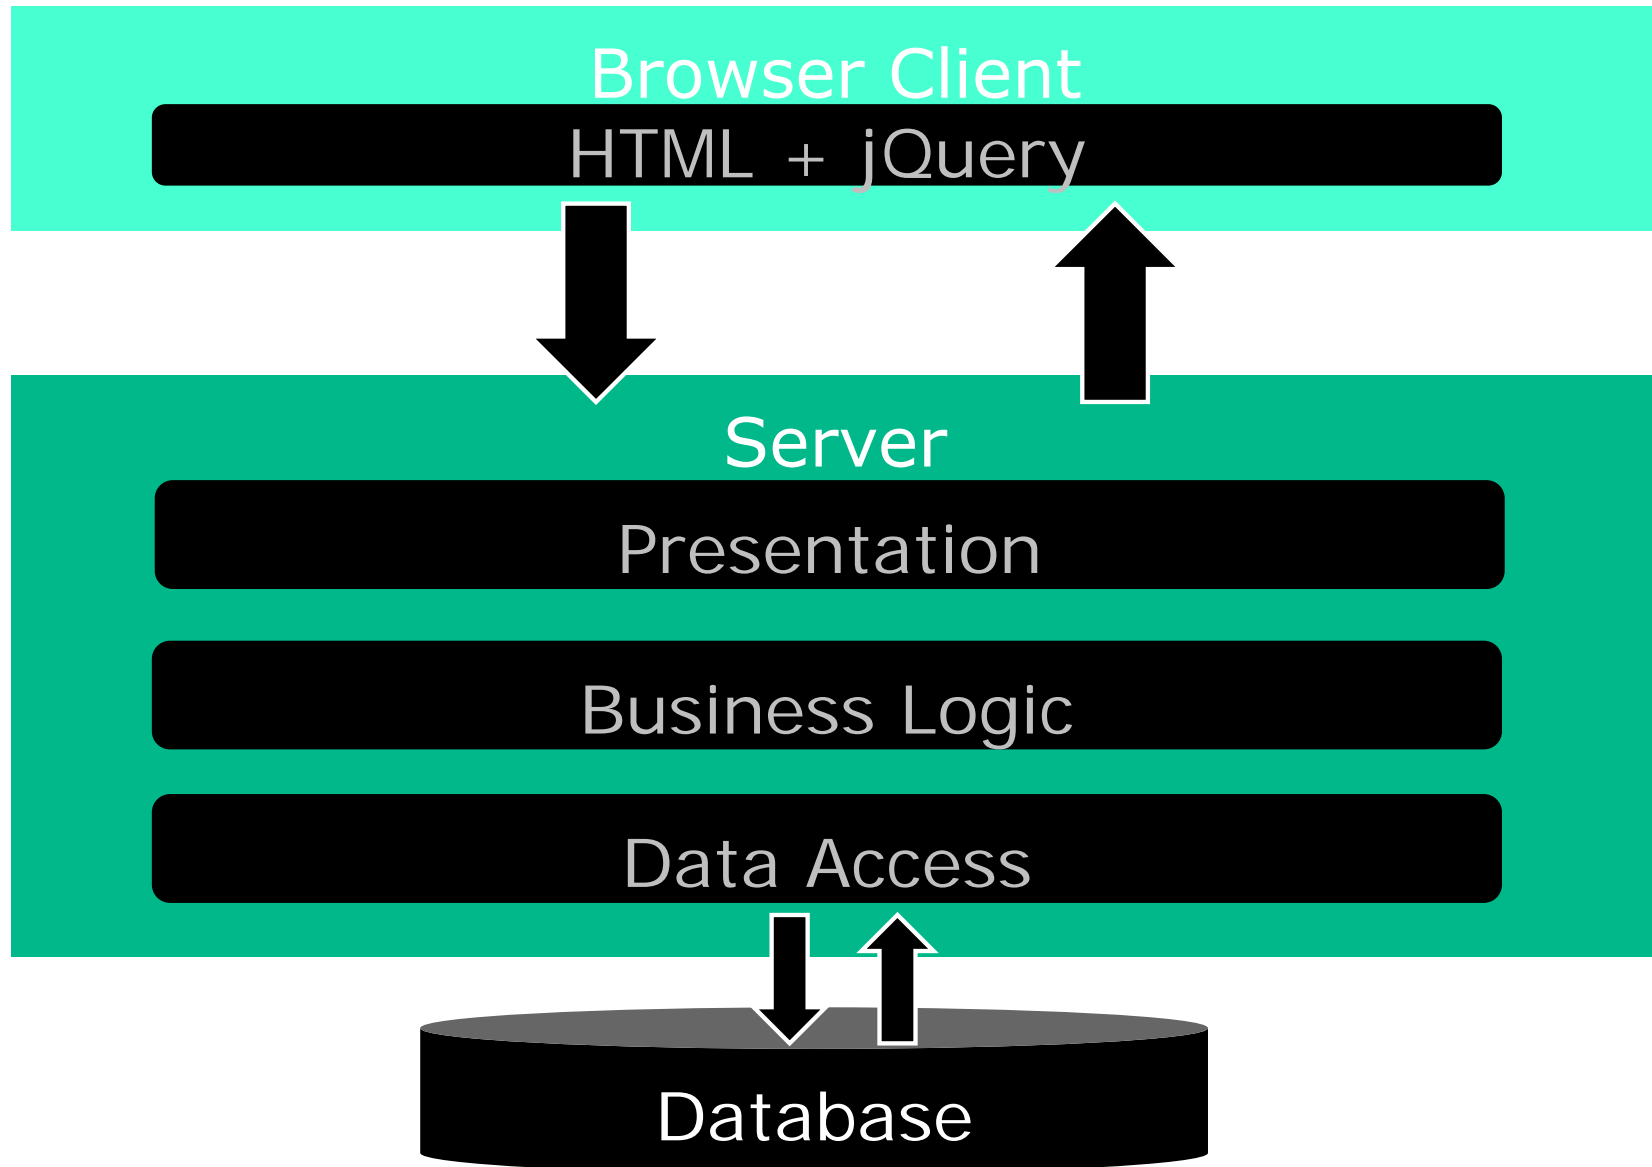 Browser Client
HTML + jQuery
Server
Presentation
Business Logic
Data Access
Database